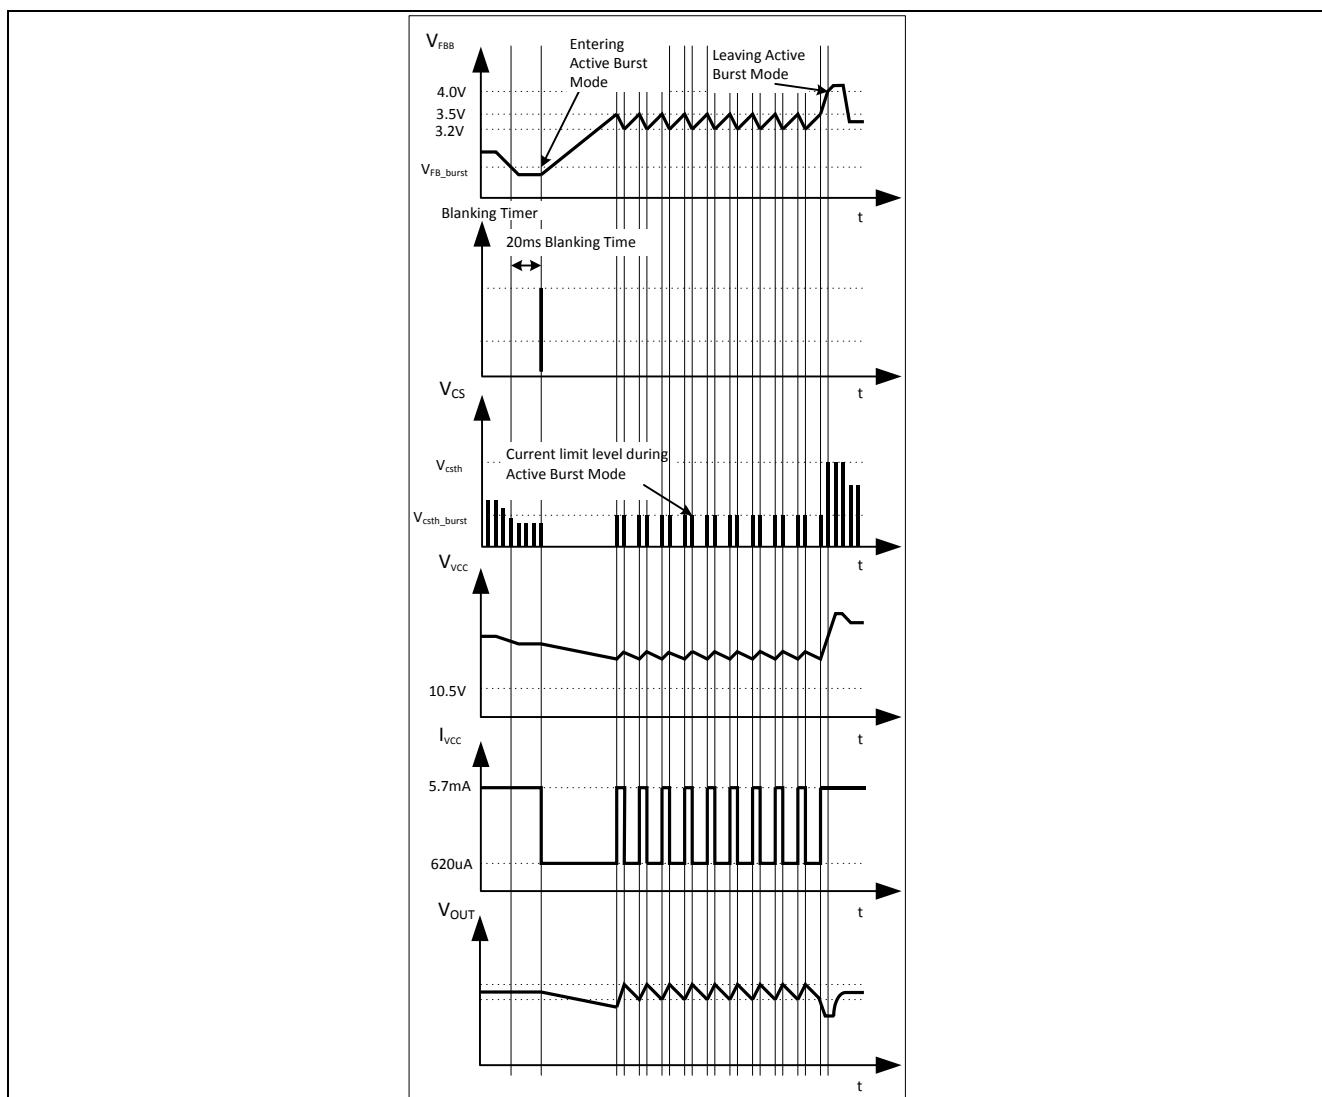 V_FBB
Entering
Active Burst
Mode
Leaving Active
Burst Mode
4.0V
3.5V
3.2V
V_FB_burst
t
Blanking Timer
20ms Blanking Time
t
V_CS
Current limit level during
Active Burst Mode
V_csth
V_csth_burst
t
V_VCC
10.5V
t
I_VCC
5.7mA
620uA
t
V_OUT
t